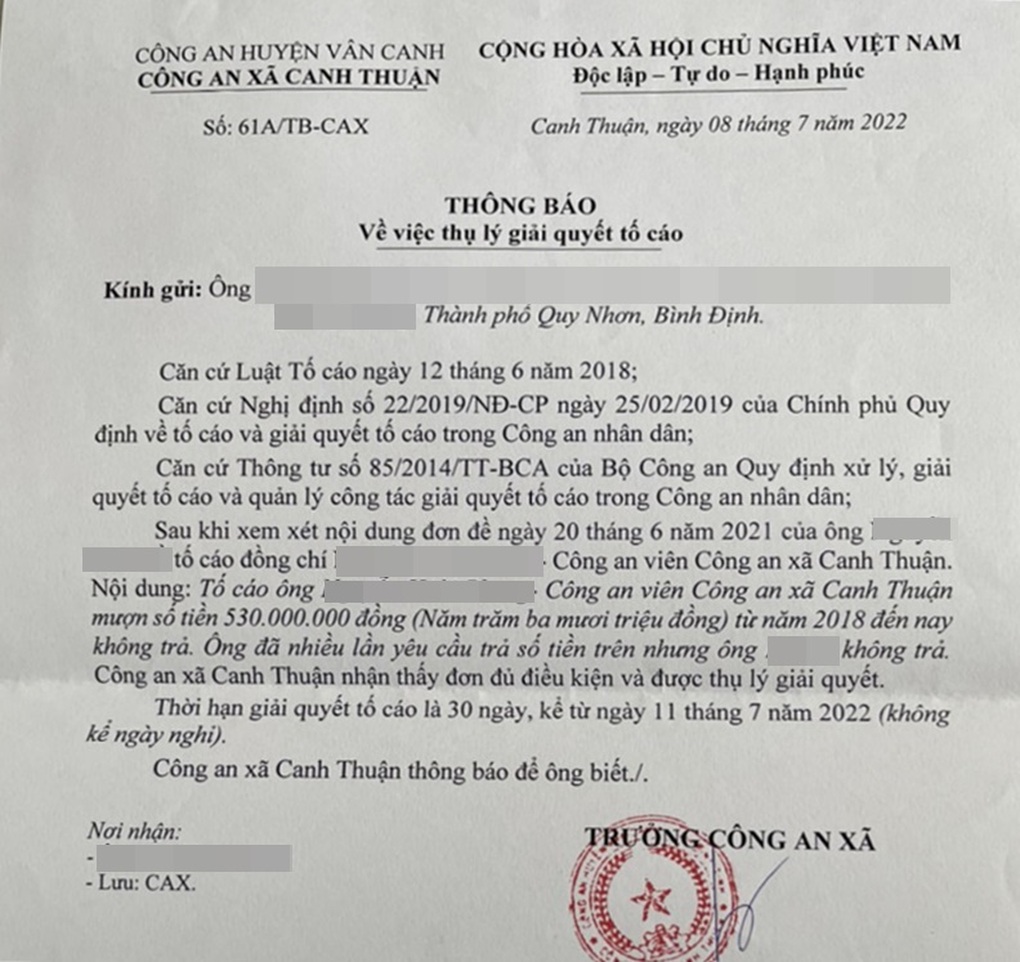 CÔNG AN HUYỆN VÂN CANH
CÔNG AN XÃ CANH THUẬN
Số: 61A/TB-CAX
CỘNG HÒA XÃ HỘI CHỦ NGHĨA VIỆT NAM
Độc lập – Tự do – Hạnh phúc
Canh Thuận, ngày 08 tháng 7 năm 2022
THÔNG BÁO
Về việc thụ lý giải quyết tố cáo
Kính gửi: Ông
Thành phố Quy Nhơn, Bình Định.
Căn cứ Luật Tố cáo ngày 12 tháng 6 năm 2018;
Căn cứ Nghị định số 22/2019/NĐ-CP ngày 25/02/2019 của Chính phủ Quy
định về tố cáo và giải quyết tố cáo trong Công an nhân dân;
Căn cứ Thông tư số 85/2014/TT-BCA của Bộ Công an Quy định xử lý, giải
quyết tố cáo và quản lý công tác giải quyết tố cáo trong Công an nhân dân;
Sau khi xem xét nội dung đơn đề ngày 20 tháng 6 năm 2021 của ông
tố cáo đồng chí - Công an viên Công an xã Canh Thuận.
Nội dung: Tố cáo ông - Công an viên Công an xã Canh Thuận
mượn số tiền 530.000.000 đồng (Năm trăm ba mươi triệu đồng) từ năm 2018 đến nay
không trả. Ông đã nhiều lần yêu cầu trả số tiền trên nhưng ông không trả.
Công an xã Canh Thuận nhận thấy đơn đủ điều kiện và được thụ lý giải quyết.
Thời hạn giải quyết tố cáo là 30 ngày, kể từ ngày 11 tháng 7 năm 2022 (không
kể ngày nghỉ).
Công an xã Canh Thuận thông báo để ông biết./.
Nơi nhận:
-
- Lưu: CAX.
TRƯỞNG CÔNG AN XÃ